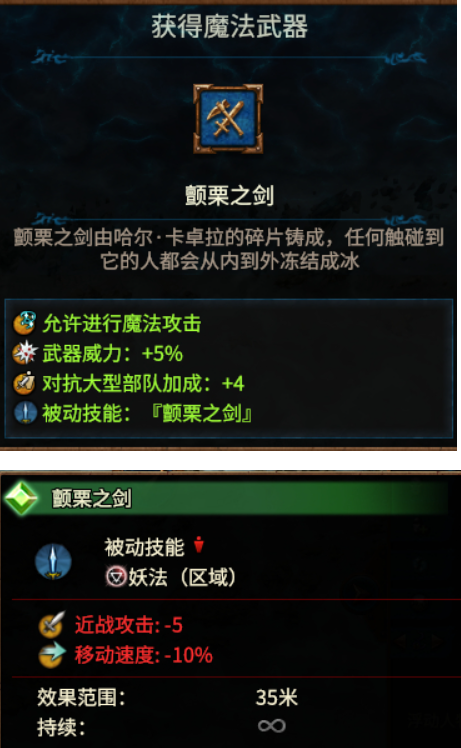 获得魔法武器
颤栗之剑
颤栗之剑由哈尔·卡卓拉的碎片铸成，任何触碰到
它的人都会从内到外冻结成冰
允许进行魔法攻击
武器威力：+5%
对抗大型部队加成：+4
被动技能：『颤栗之剑』
颤栗之剑
被动技能
妖法（区域）
近战攻击: -5
移动速度: -10%
效果范围： 35米
持续： ∞